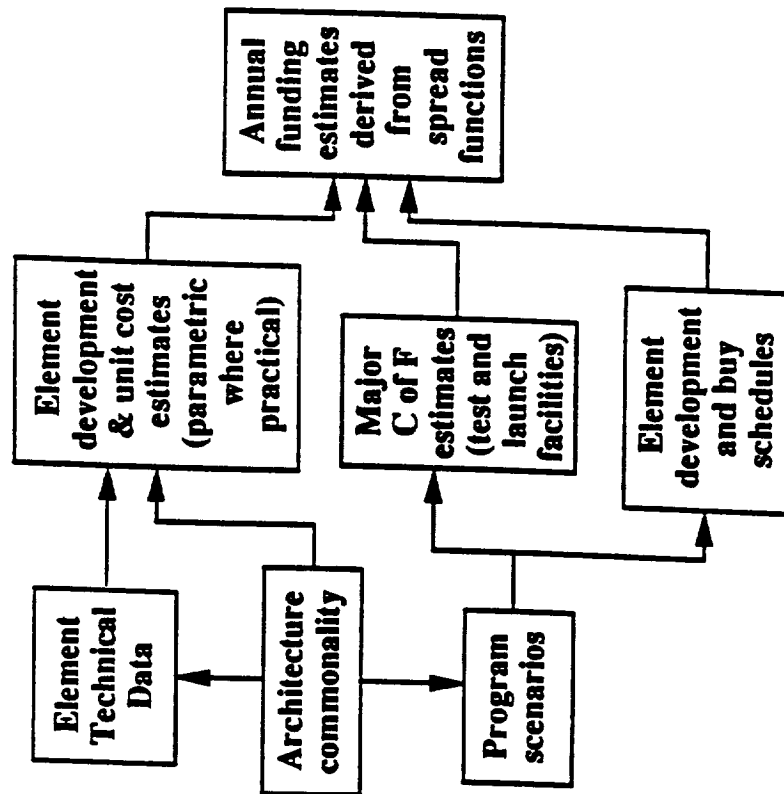 Element
Technical
Data
Architecture
commonality
Program
scenarios
Element
development
& unit cost
estimates
(parametric
where
practical)
Major
C of F
estimates
(test and
launch
facilities)
Element
development
and buy
schedules
Annual
funding
estimates
derived
from
spread
functions